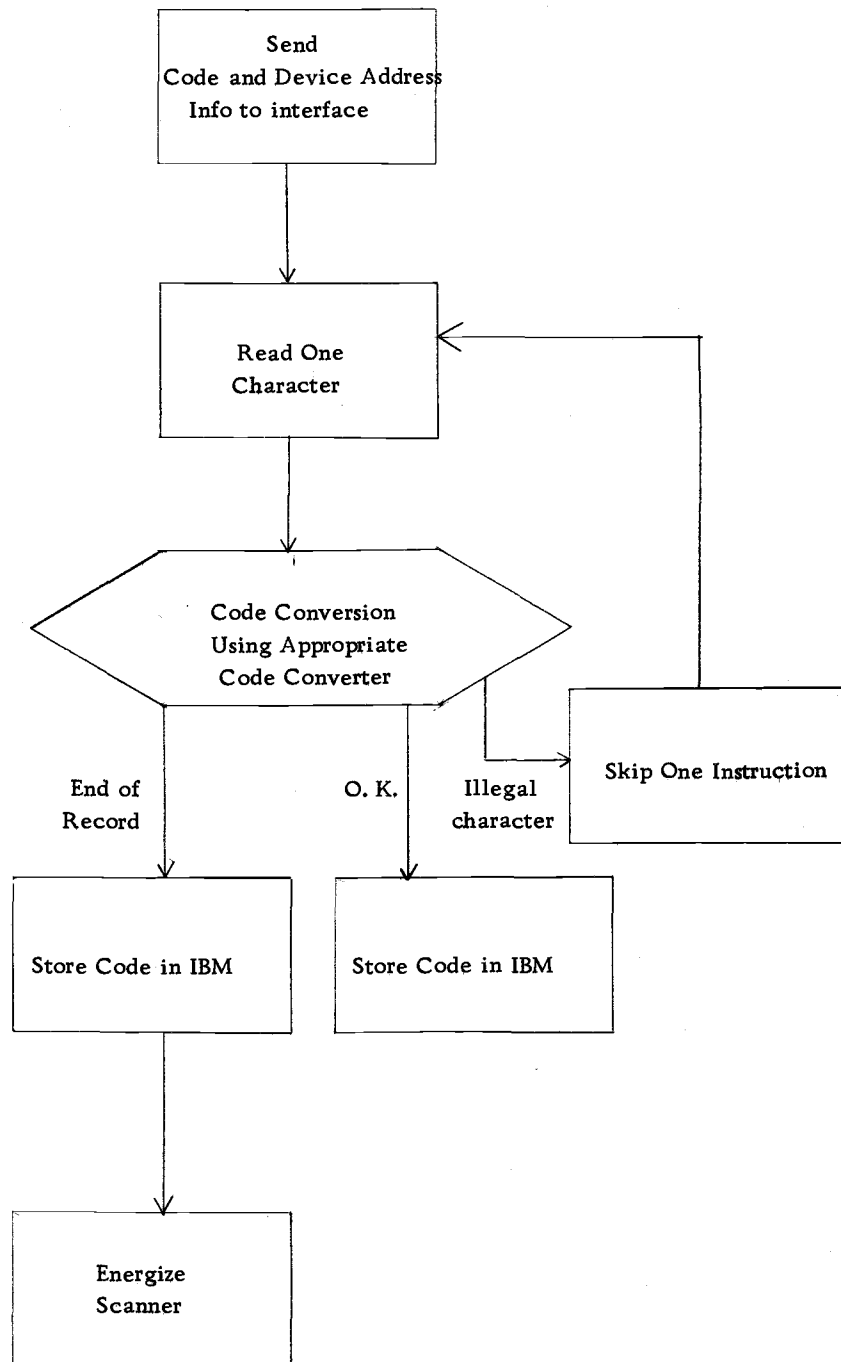 Send
Code and Device Address
Info to interface
Read One
Character
Code Conversion
Using Appropriate
Code Converter
End of
Record
O. K.
Illegal
character
Skip One Instruction
Store Code in IBM
Store Code in IBM
Energize
Scanner